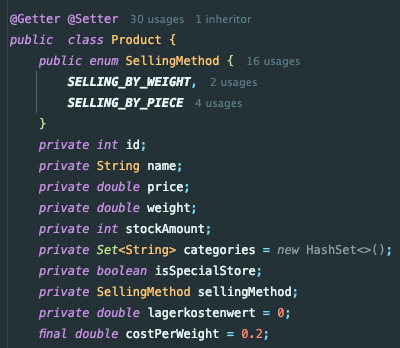 @Getter @Setter 30 usages 1 inheritor
public class Product {
public enum SellingMethod { 16 usages
SELLING_BY_WEIGHT, 2 usages
SELLING_BY_PIECE 4 usages
}
private int id;
private String name;
private double price;
private double weight;
private int stockAmount;
private Set<String> categories = new HashSet<>();
private boolean isSpecialStore;
private SellingMethod sellingMethod;
private double lagerkostenwert = 0;
final double costPerWeight = 0.2;